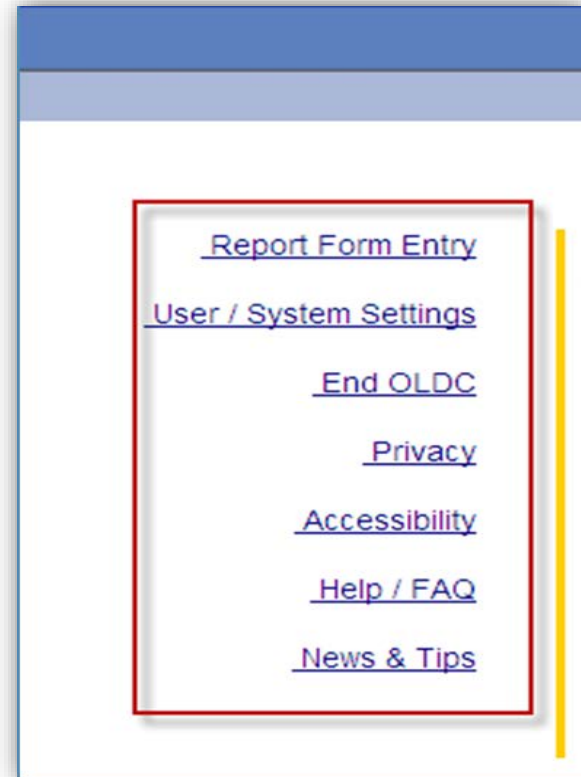 Report Form Entry
User / System Settings
End OLDC
Privacy
Accessibility
Help / FAQ
News & Tips